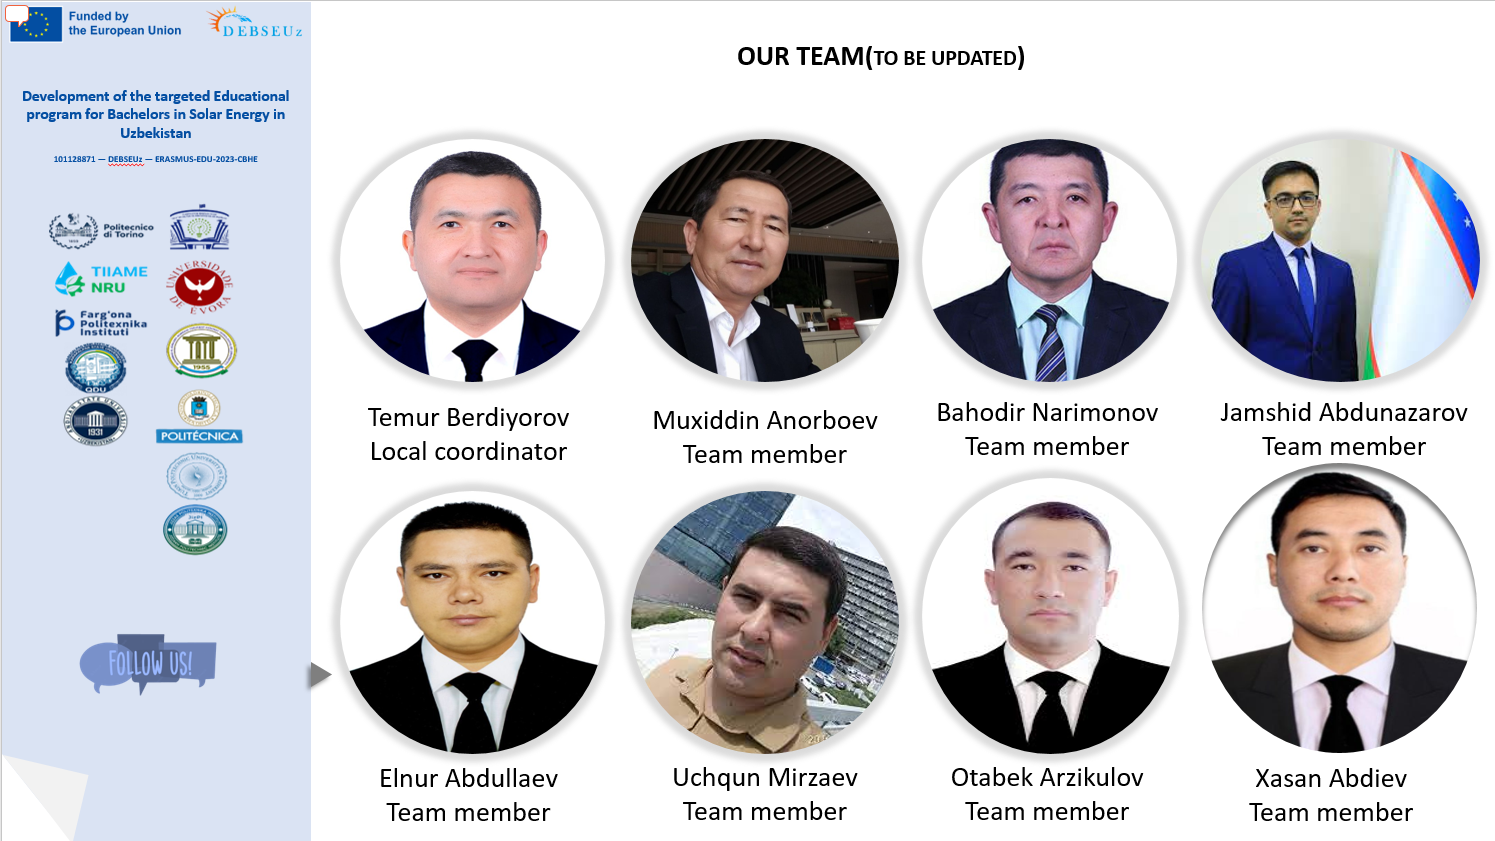 Funded by
the European Union
DEBSEUz
Development of the targeted Educational
program for Bachelors in Solar Energy in
Uzbekistan
101128871 — DEBSEUz — ERASMUS-EDU-2023-CBHE
Politecnico
di Torino
TIIAME
NRU
UNIVERSIDADE
DE EVORA
Farg'ona
Politexnika
Instituti
1955
QDU
1931
UZBEKISTAN
POLITÉCNICA
FOLLOW US!
OUR TEAM(TO BE UPDATED)
Temur Berdiyorov
Local coordinator
Muxiddin Anorboev
Team member
Bahodir Narimonov
Team member
Jamshid Abdunazarov
Team member
Elnur Abdullaev
Team member
Uchqun Mirzaev
Team member
Otabek Arzikulov
Team member
Xasan Abdiev
Team member